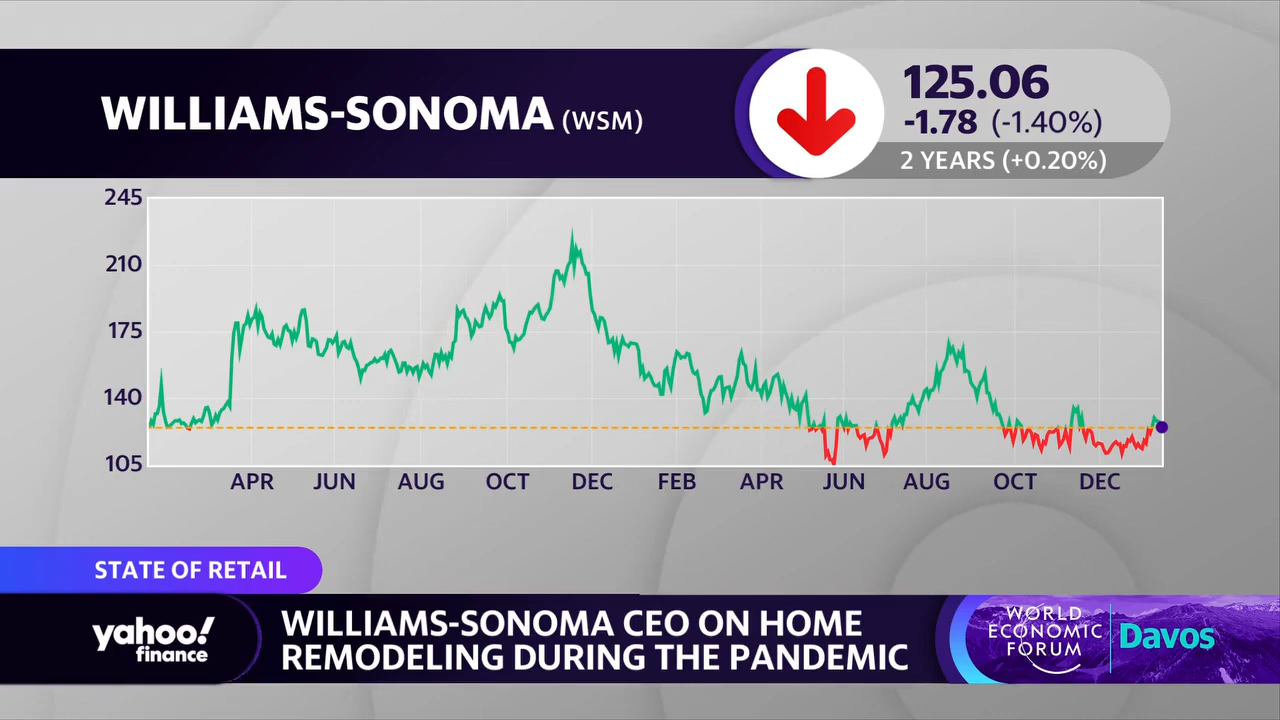 WILLIAMS-SONOMA (WSM)
125.06
-1.78 (-1.40%)
2 YEARS (+0.20%)
245
210
175
140
105
APR JUN AUG OCT DEC FEB APR JUN AUG OCT DEC
STATE OF RETAIL
yahoo!
finance
WILLIAMS-SONOMA CEO ON HOME
REMODELING DURING THE PANDEMIC
WORLD
ECONOMIC
FORUM
Davos